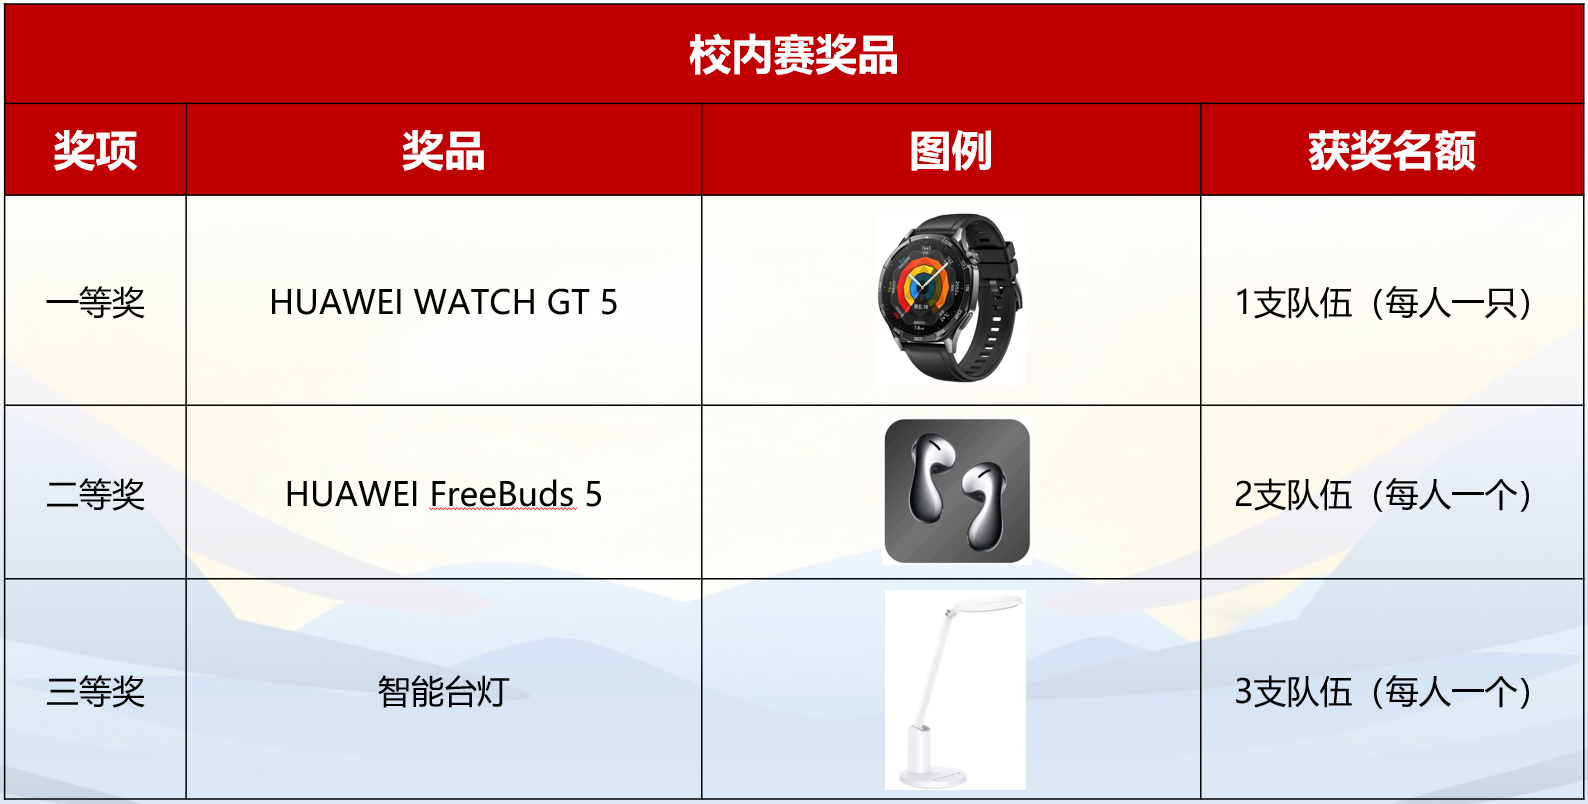 校内赛奖品
奖项 奖品 图例 获奖名额
一等奖 HUAWEI WATCH GT 5 1支队伍（每人一只）
二等奖 HUAWEI FreeBuds 5 2支队伍（每人一个）
三等奖 智能台灯 3支队伍（每人一个）